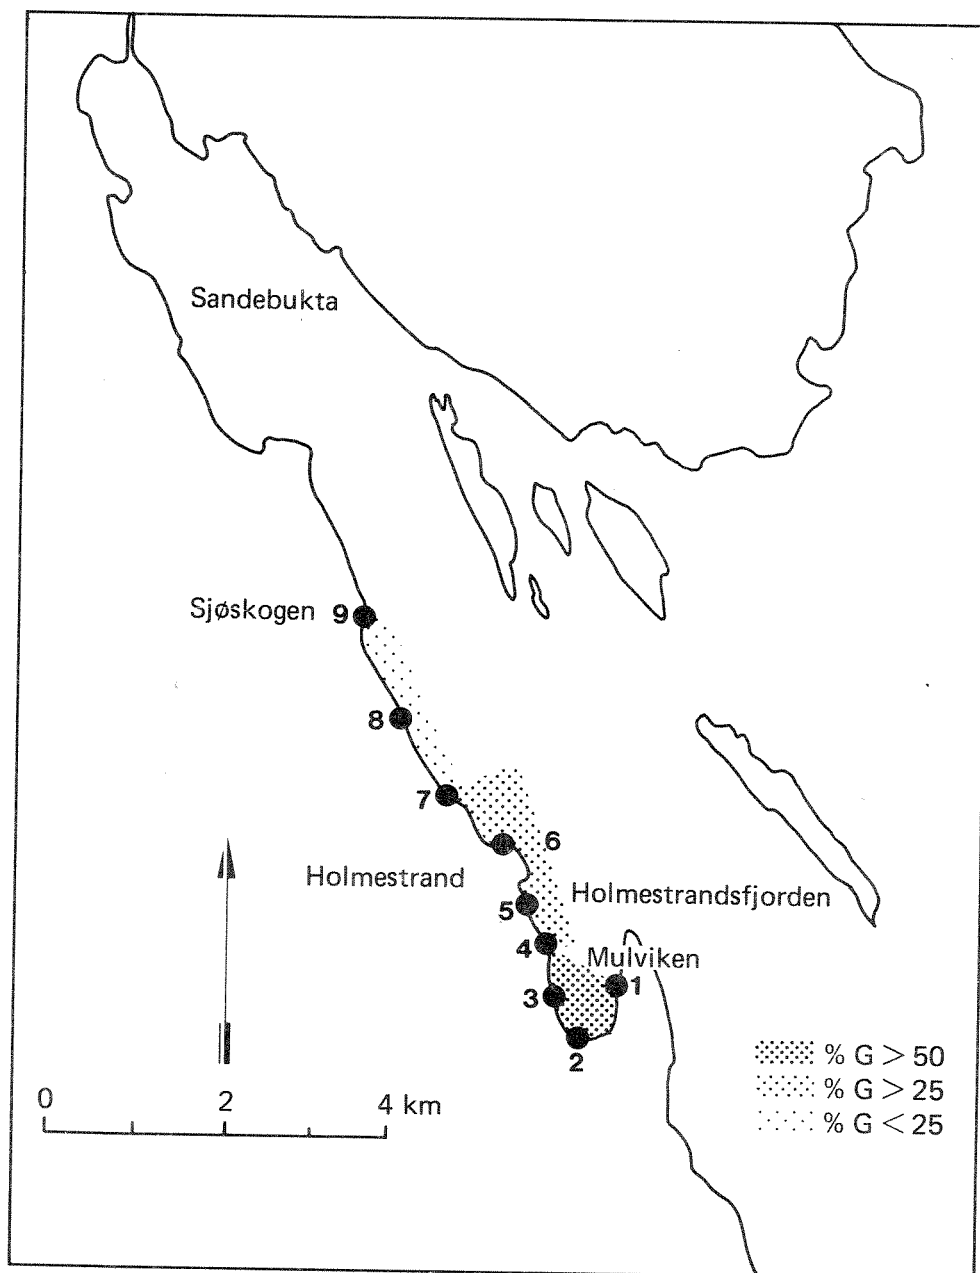 Sandebukta
Sjøskogen 9
8
7
6
Holmestrand
Holmestrandsfjorden
5
4
Mulviken
3
1
2
% G > 50
% G > 25
% G < 25
0 2 4 km